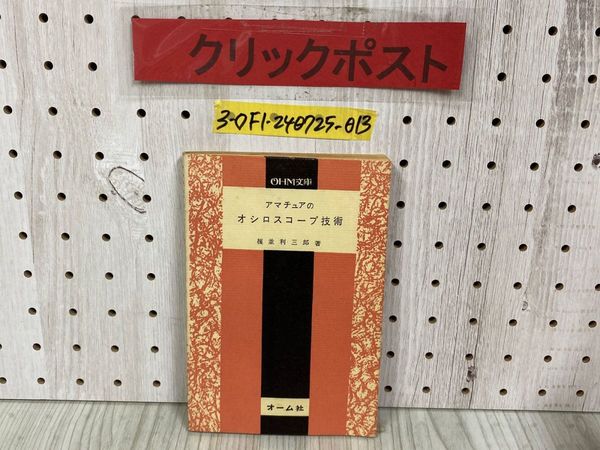 クリックポスト
3-OF1-240725-013
OHM文庫
アマチュアの
オシロスコープ技術
榎並利三郎 著
オーム社